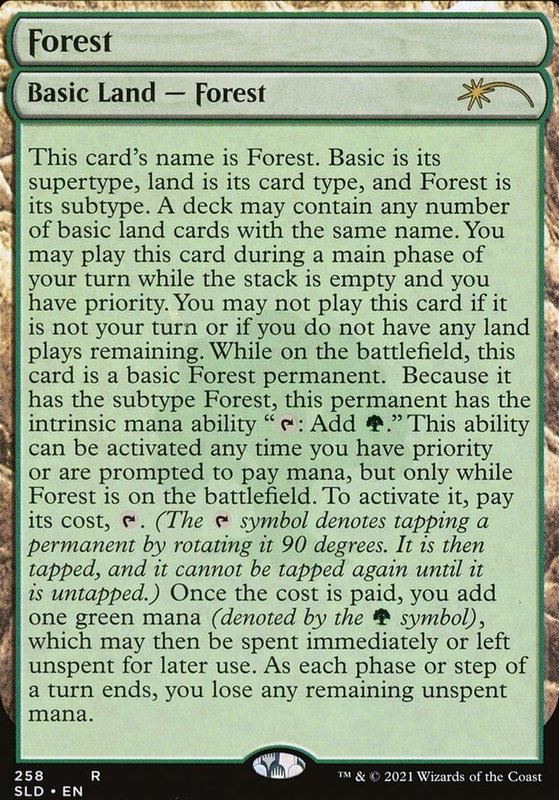 Forest
Basic Land — Forest
This card's name is Forest. Basic is its
supertype, land is its card type, and Forest is
its subtype. A deck may contain any number
of basic land cards with the same name. You
may play this card during a main phase of
your turn while the stack is empty and you
have priority. You may not play this card if it
is not your turn or if you do not have any land
plays remaining. While on the battlefield, this
card is a basic Forest permanent.  Because it
has the subtype Forest, this permanent has the
intrinsic mana ability “: Add .” This ability
can be activated any time you have priority
or are prompted to pay mana, but only while
Forest is on the battlefield. To activate it, pay
its cost, . (The  symbol denotes tapping a
permanent by rotating it 90 degrees. It is then
tapped, and it cannot be tapped again until it
is untapped.) Once the cost is paid, you add
one green mana (denoted by the  symbol),
which may then be spent immediately or left
unspent for later use. As each phase or step of
a turn ends, you lose any remaining unspent
mana.
258 R
SLD • EN
™ & © 2021 Wizards of the Coast